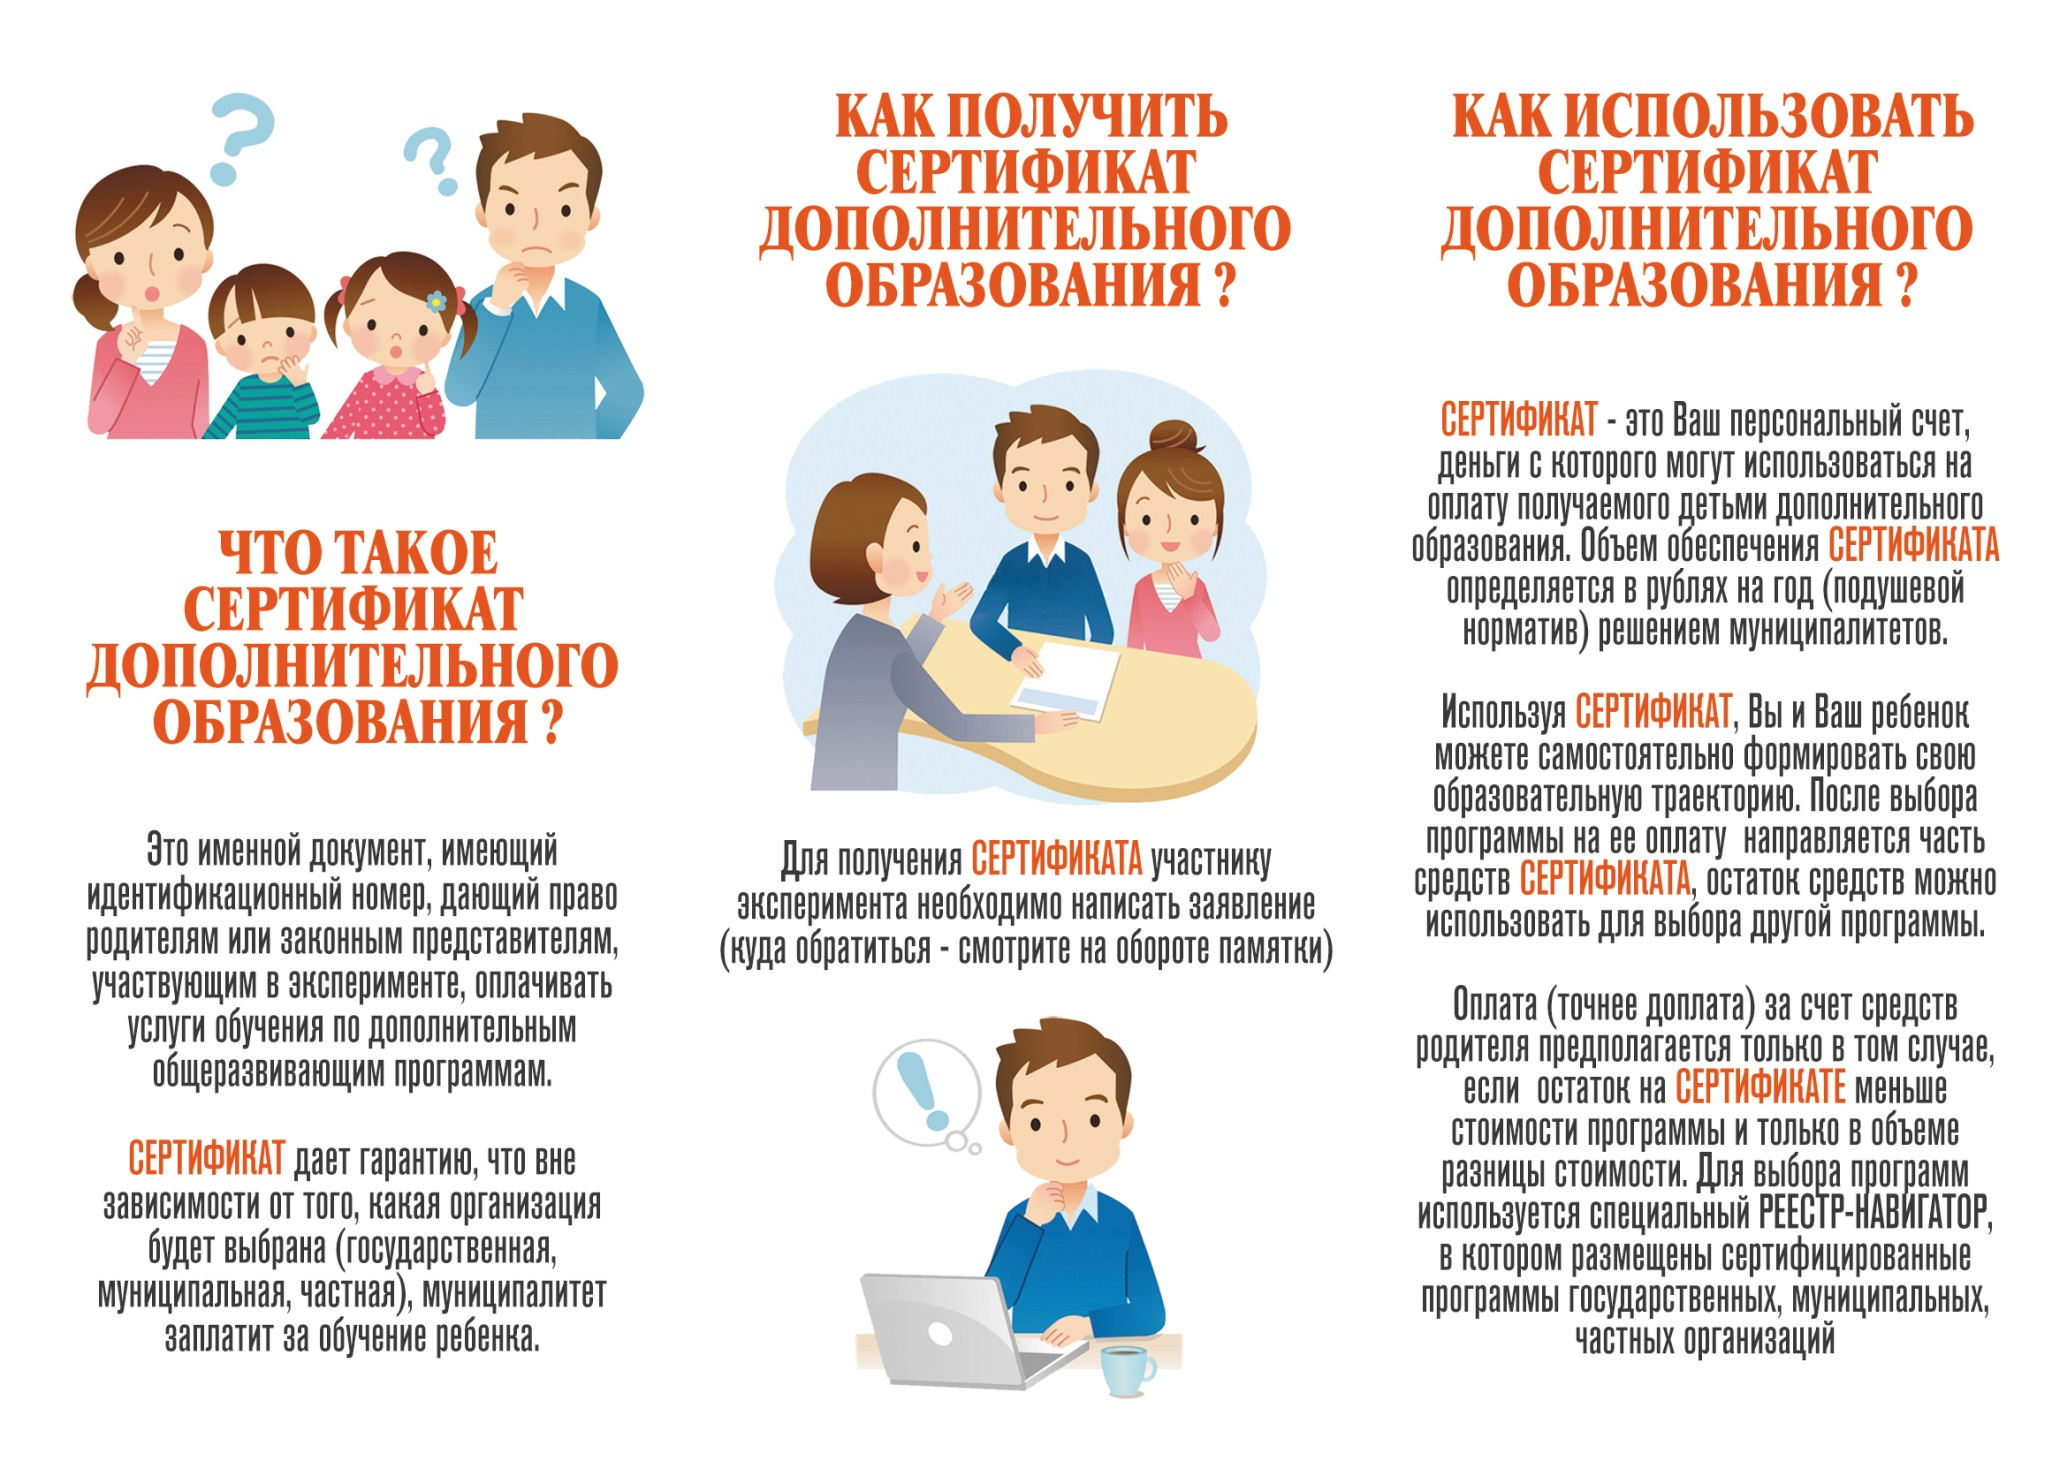 ЧТО ТАКОЕ
СЕРТИФИКАТ
ДОПОЛНИТЕЛЬНОГО
ОБРАЗОВАНИЯ ?
Это именной документ, имеющий
идентификационный номер, дающий право
родителям или законным представителям,
участвующим в эксперименте, оплачивать
услуги обучения по дополнительным
общеразвивающим программам.
СЕРТИФИКАТ дает гарантию, что вне
зависимости от того, какая организация
будет выбрана (государственная,
муниципальная, частная), муниципалитет
заплатит за обучение ребенка.
КАК ПОЛУЧИТЬ
СЕРТИФИКАТ
ДОПОЛНИТЕЛЬНОГО
ОБРАЗОВАНИЯ ?
Для получения СЕРТИФИКАТА участнику
эксперимента необходимо написать заявление
(куда обратиться - смотрите на обороте памятки)
КАК ИСПОЛЬЗОВАТЬ
СЕРТИФИКАТ
ДОПОЛНИТЕЛЬНОГО
ОБРАЗОВАНИЯ ?
СЕРТИФИКАТ - это Ваш персональный счет,
деньги с которого могут использоваться на
оплату получаемого детьми дополнительного
образования. Объем обеспечения СЕРТИФИКАТА
определяется в рублях на год (подушевой
норматив) решением муниципалитетов.
Используя СЕРТИФИКАТ, Вы и Ваш ребенок
можете самостоятельно формировать свою
образовательную траекторию. После выбора
программы на ее оплату направляется часть
средств СЕРТИФИКАТА, остаток средств можно
использовать для выбора другой программы.
Оплата (точнее доплата) за счет средств
родителя предполагается только в том случае,
если остаток на СЕРТИФИКАТЕ меньше
стоимости программы и только в объеме
разницы стоимости. Для выбора программ
используется специальный РЕЕСТР-НАВИГАТОР,
в котором размещены сертифицированные
программы государственных, муниципальных,
частных организаций